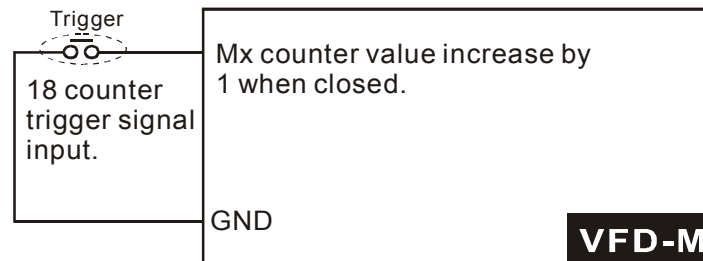 Trigger
Mx counter value increase by
1 when closed.
18 counter
trigger signal
input.
GND
VFD-M